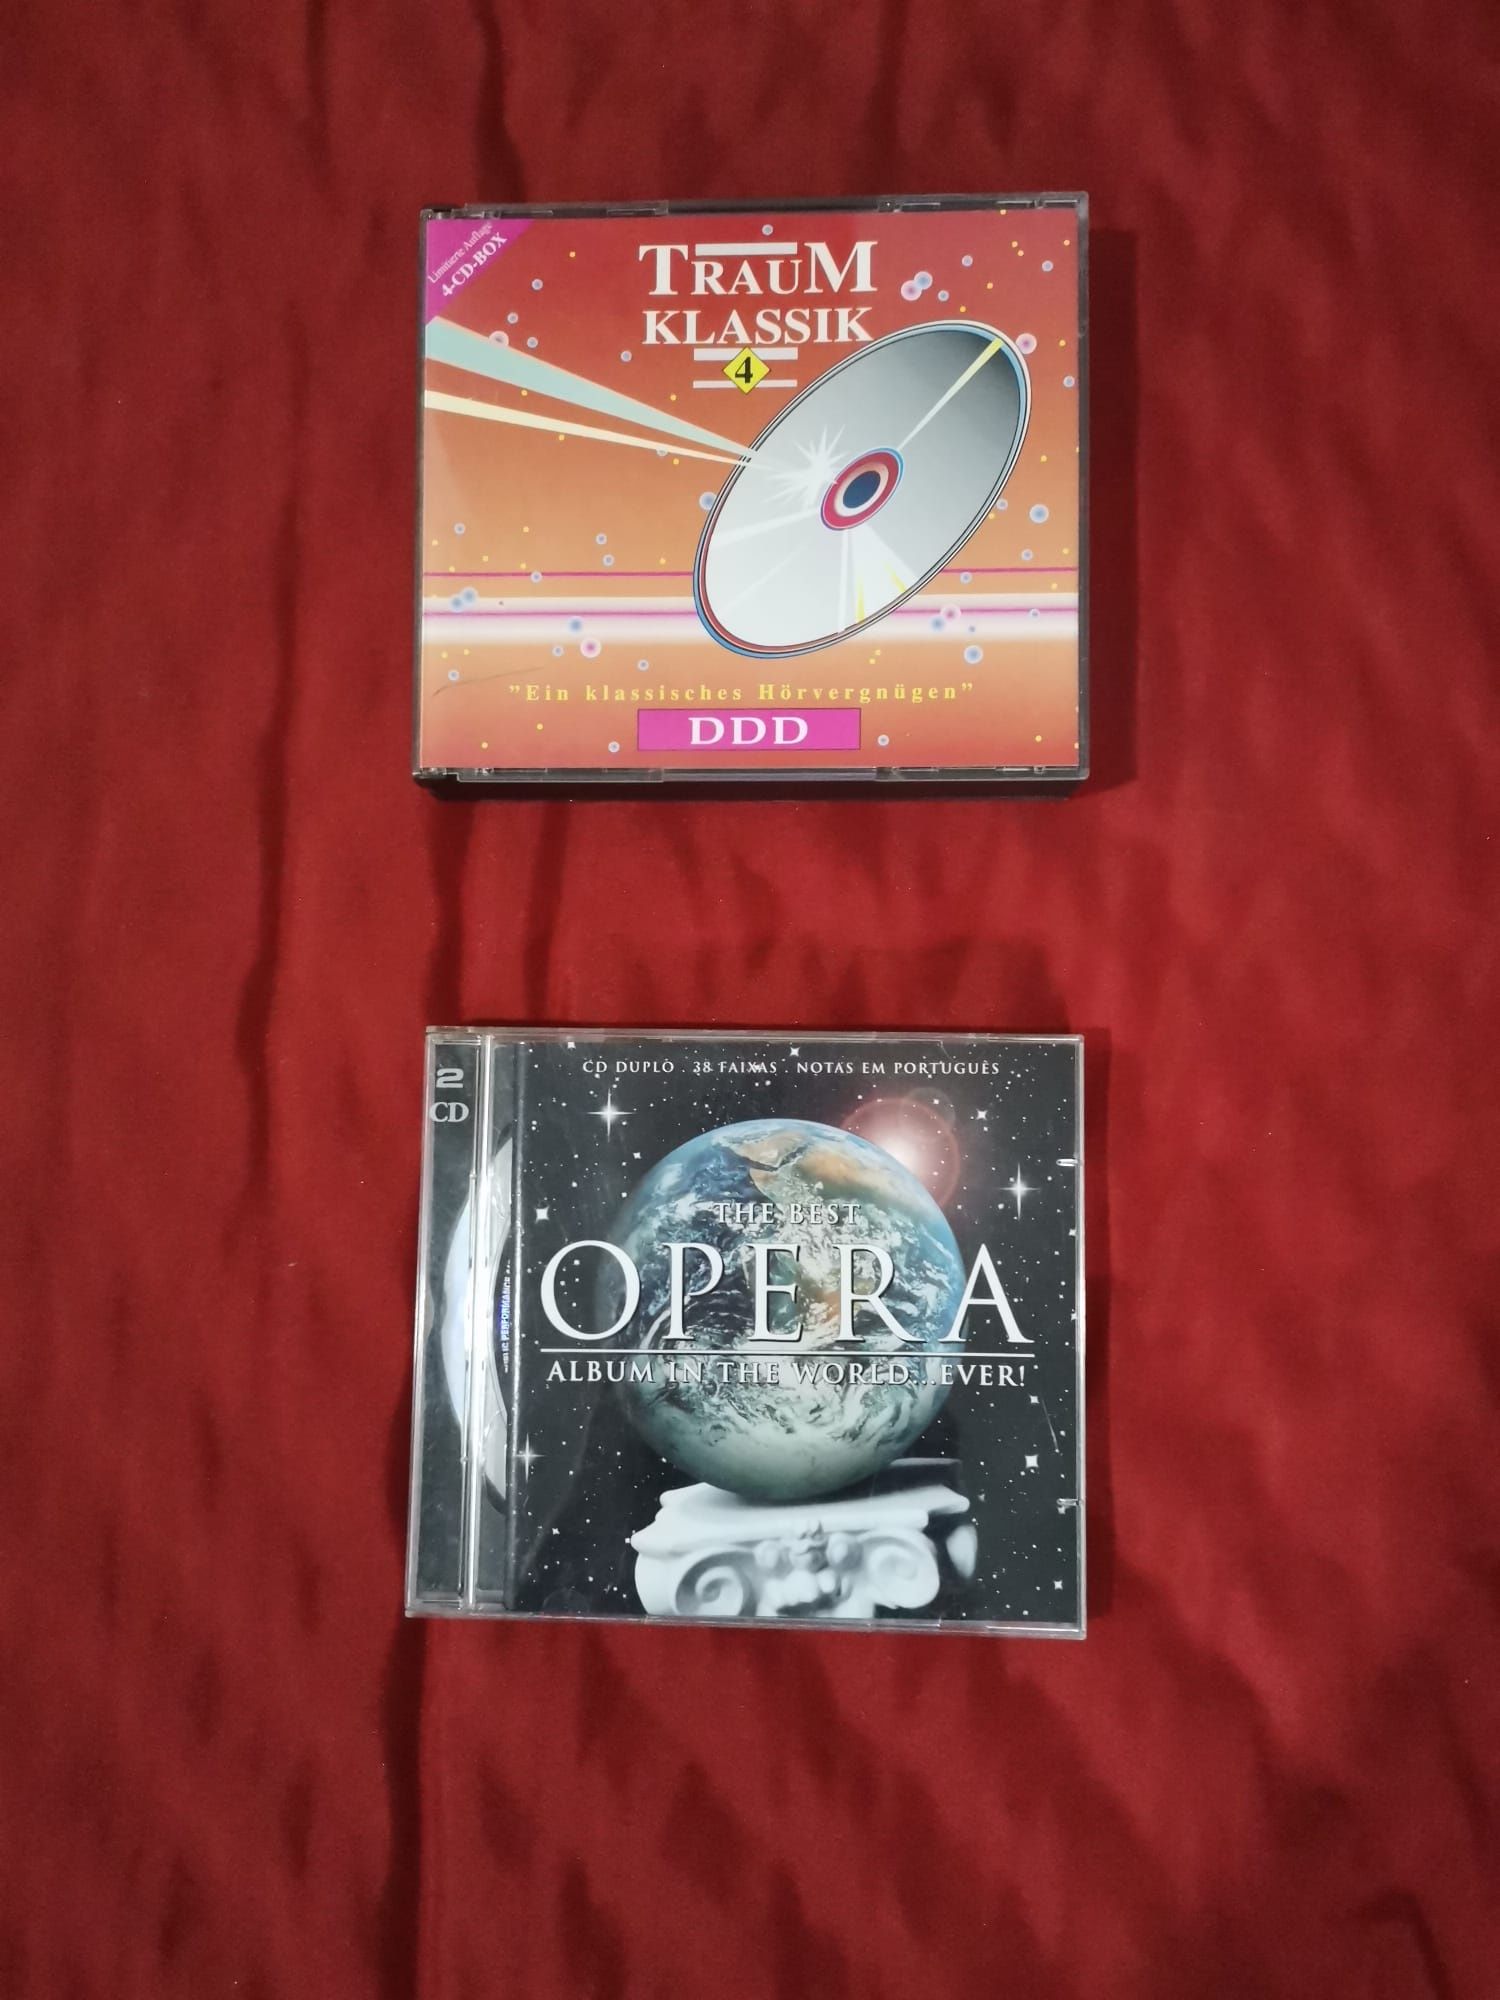 Limitierte Auflage
4-CD-BOX
TRAUM
KLASSIK
4
"Ein klassisches Hörvergnügen"
DDD
2
CD
CD DUPLO . 38 FAIXAS . NOTAS EM PORTUGUÊS
THE BEST
OPERA
ALBUM IN THE WORLD...EVER!
PERFORMANCE